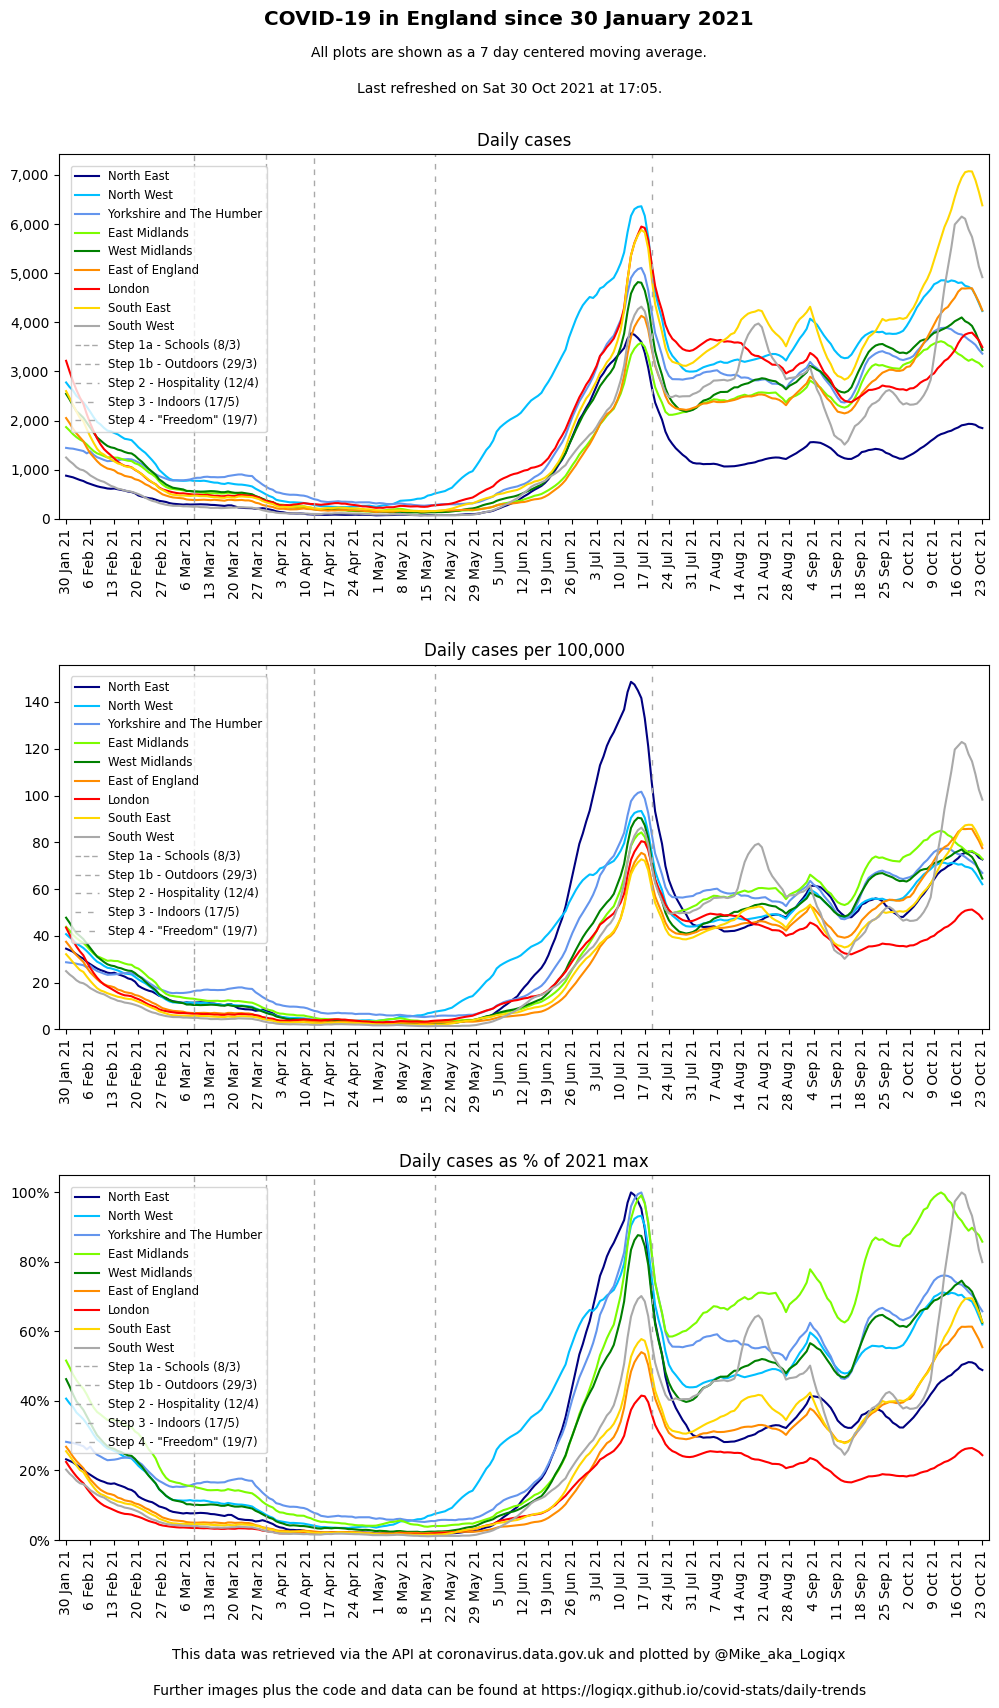 COVID-19 in England since 30 January 2021
All plots are shown as a 7 day centered moving average.
Last refreshed on Sat 30 Oct 2021 at 17:05.
Daily cases
7,000
6,000
5,000
4,000
3,000
2,000
1,000
0
North East
North West
Yorkshire and The Humber
East Midlands
West Midlands
East of England
London
South East
South West
Step 1a - Schools (8/3)
Step 1b - Outdoors (29/3)
Step 2 - Hospitality (12/4)
Step 3 - Indoors (17/5)
Step 4 - "Freedom" (19/7)
30 Jan 21
6 Feb 21
13 Feb 21
20 Feb 21
27 Feb 21
6 Mar 21
13 Mar 21
20 Mar 21
27 Mar 21
3 Apr 21
10 Apr 21
17 Apr 21
24 Apr 21
1 May 21
8 May 21
15 May 21
22 May 21
29 May 21
5 Jun 21
12 Jun 21
19 Jun 21
26 Jun 21
3 Jul 21
10 Jul 21
17 Jul 21
24 Jul 21
31 Jul 21
7 Aug 21
14 Aug 21
21 Aug 21
28 Aug 21
4 Sep 21
11 Sep 21
18 Sep 21
25 Sep 21
2 Oct 21
9 Oct 21
16 Oct 21
23 Oct 21
Daily cases per 100,000
140
120
100
80
60
40
20
0
North East
North West
Yorkshire and The Humber
East Midlands
West Midlands
East of England
London
South East
South West
Step 1a - Schools (8/3)
Step 1b - Outdoors (29/3)
Step 2 - Hospitality (12/4)
Step 3 - Indoors (17/5)
Step 4 - "Freedom" (19/7)
30 Jan 21
6 Feb 21
13 Feb 21
20 Feb 21
27 Feb 21
6 Mar 21
13 Mar 21
20 Mar 21
27 Mar 21
3 Apr 21
10 Apr 21
17 Apr 21
24 Apr 21
1 May 21
8 May 21
15 May 21
22 May 21
29 May 21
5 Jun 21
12 Jun 21
19 Jun 21
26 Jun 21
3 Jul 21
10 Jul 21
17 Jul 21
24 Jul 21
31 Jul 21
7 Aug 21
14 Aug 21
21 Aug 21
28 Aug 21
4 Sep 21
11 Sep 21
18 Sep 21
25 Sep 21
2 Oct 21
9 Oct 21
16 Oct 21
23 Oct 21
Daily cases as % of 2021 max
100%
80%
60%
40%
20%
0%
North East
North West
Yorkshire and The Humber
East Midlands
West Midlands
East of England
London
South East
South West
Step 1a - Schools (8/3)
Step 1b - Outdoors (29/3)
Step 2 - Hospitality (12/4)
Step 3 - Indoors (17/5)
Step 4 - "Freedom" (19/7)
30 Jan 21
6 Feb 21
13 Feb 21
20 Feb 21
27 Feb 21
6 Mar 21
13 Mar 21
20 Mar 21
27 Mar 21
3 Apr 21
10 Apr 21
17 Apr 21
24 Apr 21
1 May 21
8 May 21
15 May 21
22 May 21
29 May 21
5 Jun 21
12 Jun 21
19 Jun 21
26 Jun 21
3 Jul 21
10 Jul 21
17 Jul 21
24 Jul 21
31 Jul 21
7 Aug 21
14 Aug 21
21 Aug 21
28 Aug 21
4 Sep 21
11 Sep 21
18 Sep 21
25 Sep 21
2 Oct 21
9 Oct 21
16 Oct 21
23 Oct 21
This data was retrieved via the API at coronavirus.data.gov.uk and plotted by @Mike_aka_Logiqx
Further images plus the code and data can be found at https://logiqx.github.io/covid-stats/daily-trends